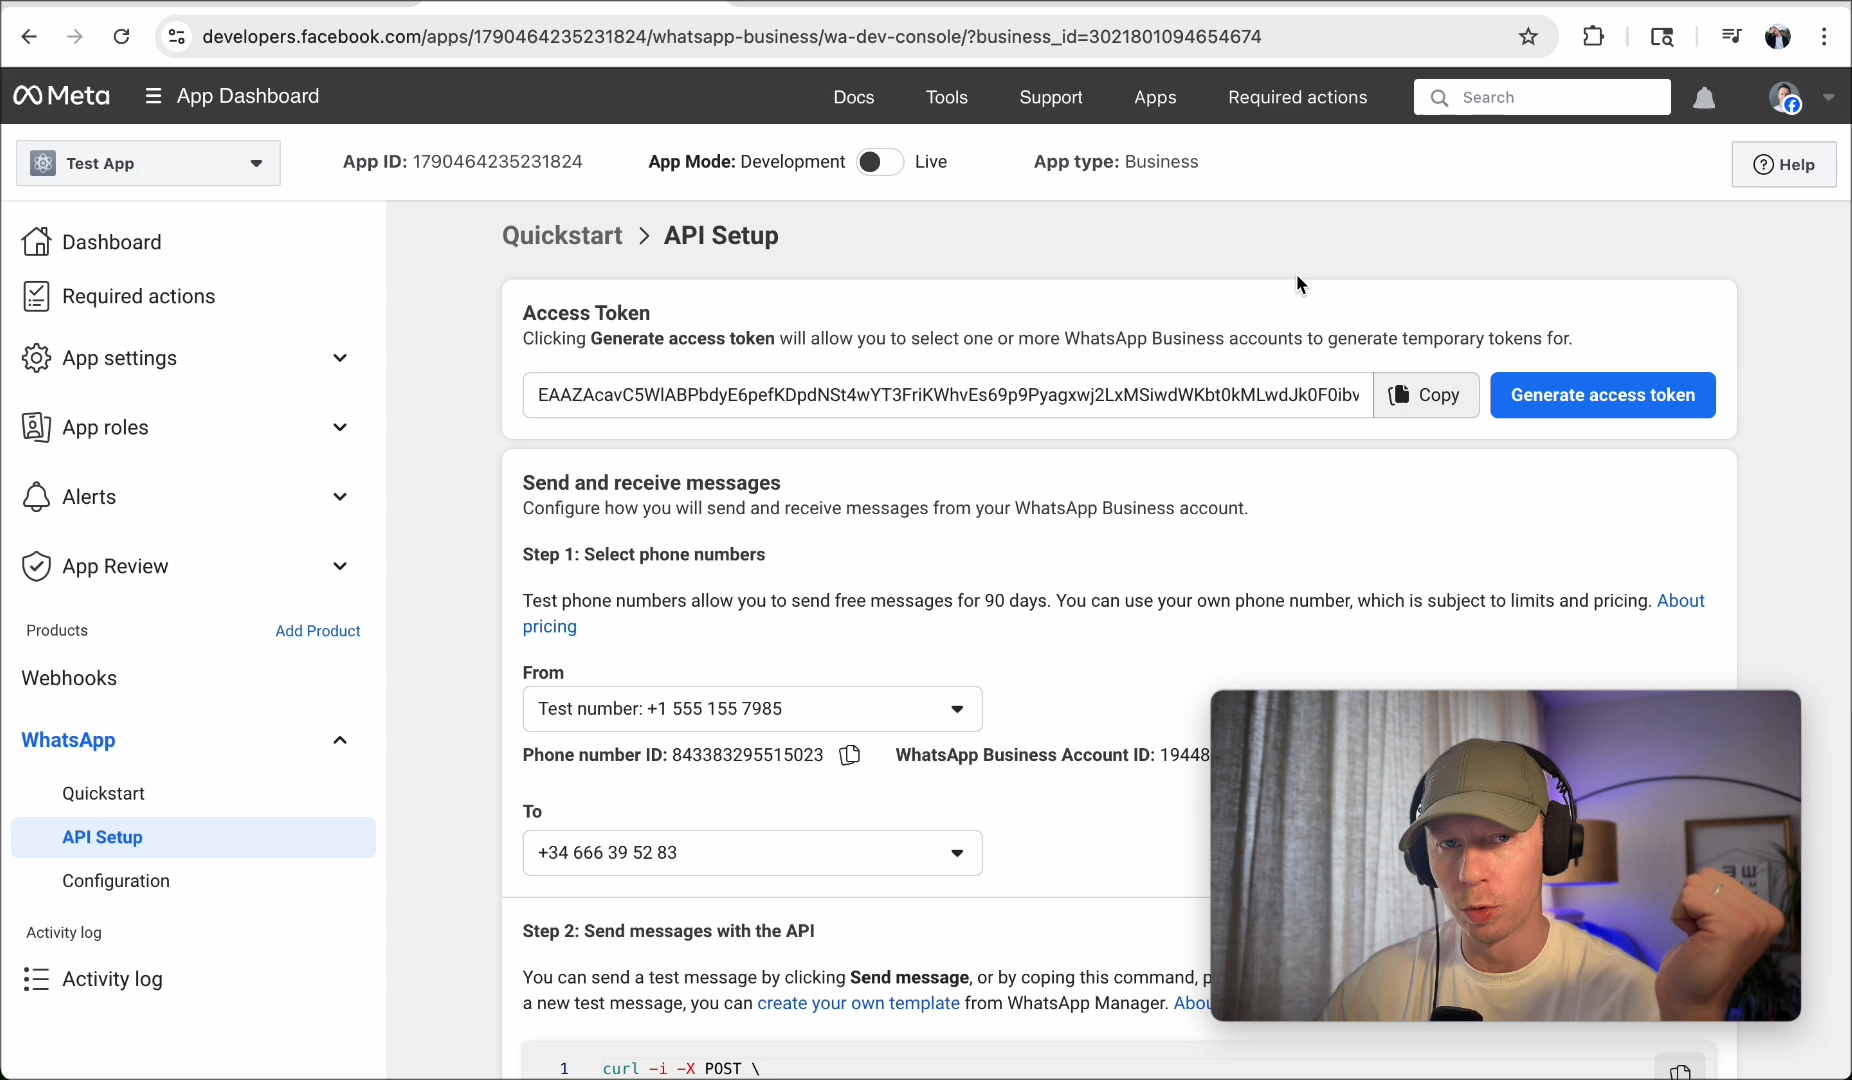 developers.facebook.com/apps/1790464235231824/whatsapp-business/wa-dev-console/?business_id=3021801094654674
Meta
App Dashboard
Docs
Tools
Support
Apps
Required actions
Search
Test App
App ID: 1790464235231824
App Mode: Development
Live
App type: Business
Help
Dashboard
Required actions
App settings
App roles
Alerts
App Review
Products
Add Product
Webhooks
WhatsApp
Quickstart
API Setup
Configuration
Activity log
Activity log
Quickstart > API Setup
Access Token
Clicking Generate access token will allow you to select one or more WhatsApp Business accounts to generate temporary tokens for.
EAAZAcavC5WlABPbdyE6pefKDpdNSt4wYT3FriKWhvEs69p9Pyagxwj2LxMSiwdWKbt0kMLwdJk0F0ibv
Copy
Generate access token
Send and receive messages
Configure how you will send and receive messages from your WhatsApp Business account.
Step 1: Select phone numbers
Test phone numbers allow you to send free messages for 90 days. You can use your own phone number, which is subject to limits and pricing. About
pricing
From
Test number: +1 555 155 7985
Phone number ID: 843383295515023
WhatsApp Business Account ID: 19448
To
+34 666 39 52 83
Step 2: Send messages with the API
You can send a test message by clicking Send message, or by coping this command, p
a new test message, you can create your own template from WhatsApp Manager. Abou
1 curl -i -X POST \